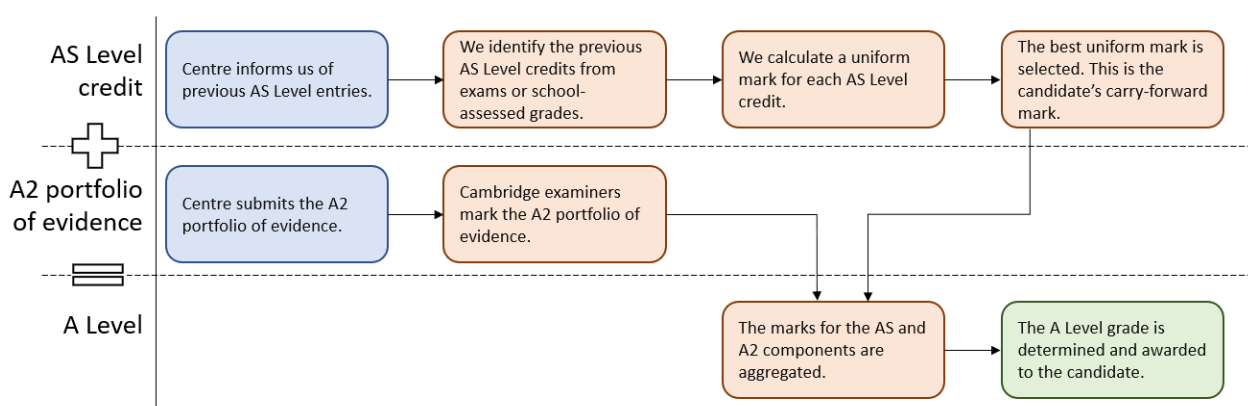 AS Level
credit
Centre informs us of
previous AS Level entries.
We identify the previous
AS Level credits from
exams or school-
assessed grades.
We calculate a uniform
mark for each AS Level
credit.
The best uniform mark is
selected. This is the
candidate’s carry-forward
mark.
A2 portfolio
of evidence
Centre submits the A2
portfolio of evidence.
Cambridge examiners
mark the A2 portfolio of
evidence.
A Level
The marks for the AS and
A2 components are
aggregated.
The A Level grade is
determined and awarded
to the candidate.